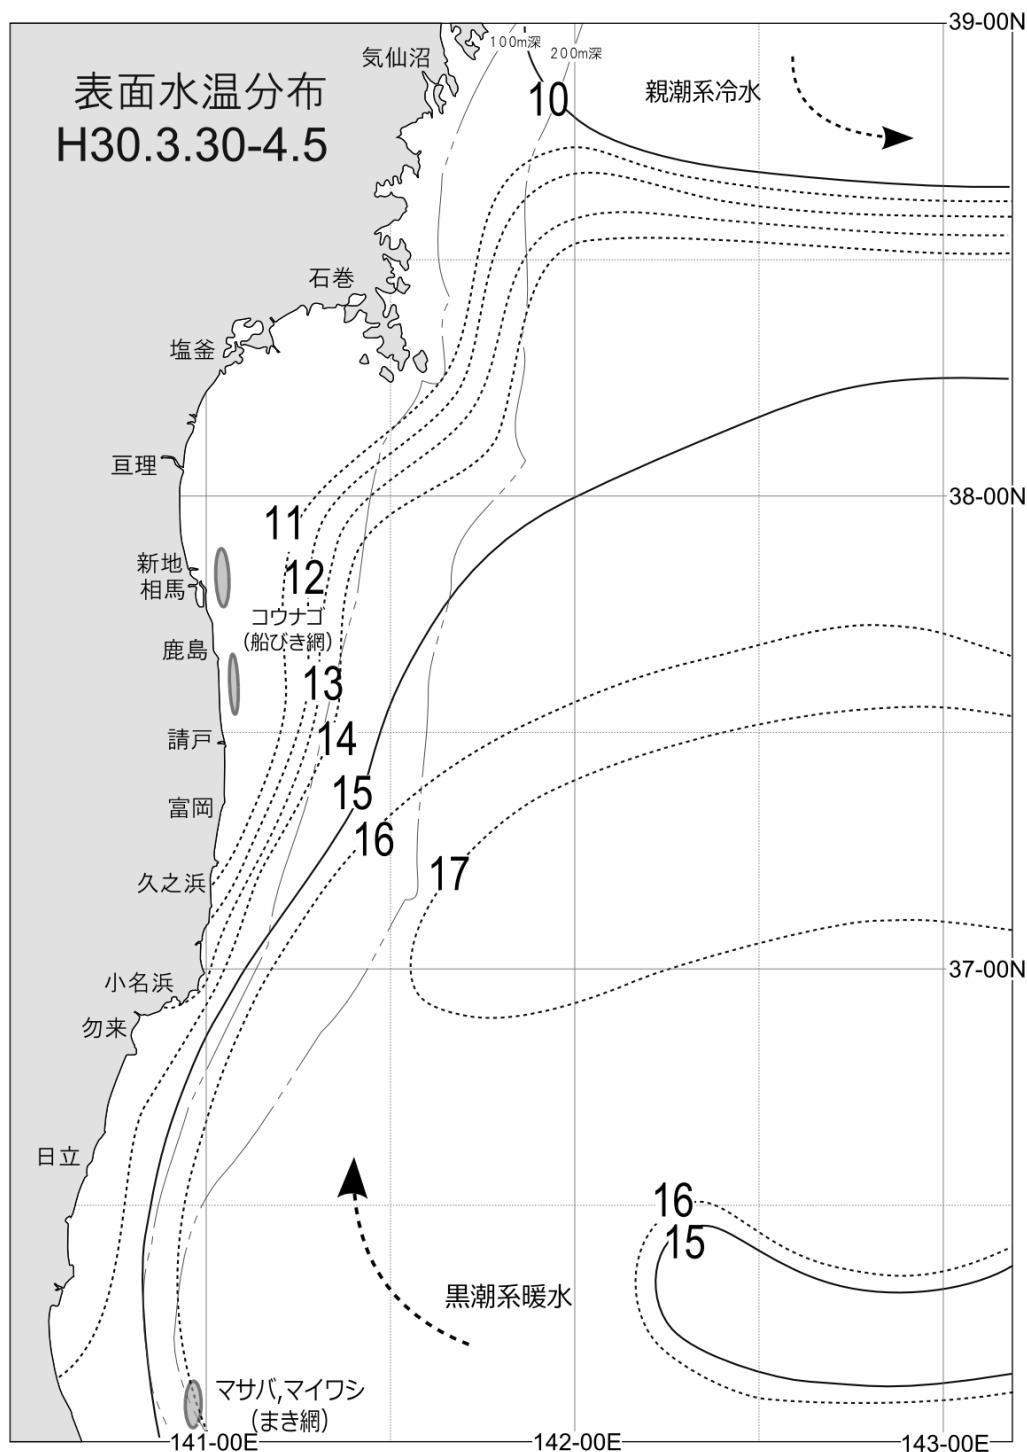 39-00N
100m深
200m深
気仙沼
表面水温分布
H30.3.30-4.5
10
親潮系冷水
石巻
塩釜
亘理
38-00N
11
新地
相馬
12
コウナゴ
(船びき網)
鹿島
13
請戸
14
15
富岡
16
17
久之浜
37-00N
小名浜
勿来
日立
16
15
黒潮系暖水
マサバ,マイワシ
(まき網)
141-00E
142-00E
143-00E